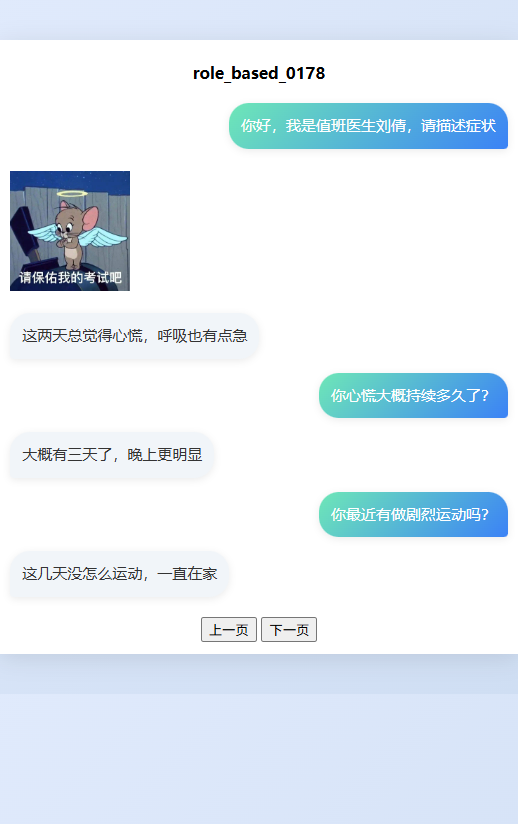 role_based_0178
你好，我是值班医生刘倩，请描述症状
请保佑我的考试吧
这两天总觉得心慌，呼吸也有点急
你心慌大概持续多久了？
大概有三天了，晚上更明显
你最近有做剧烈运动吗？
这几天没怎么运动，一直在家
上一页 下一页